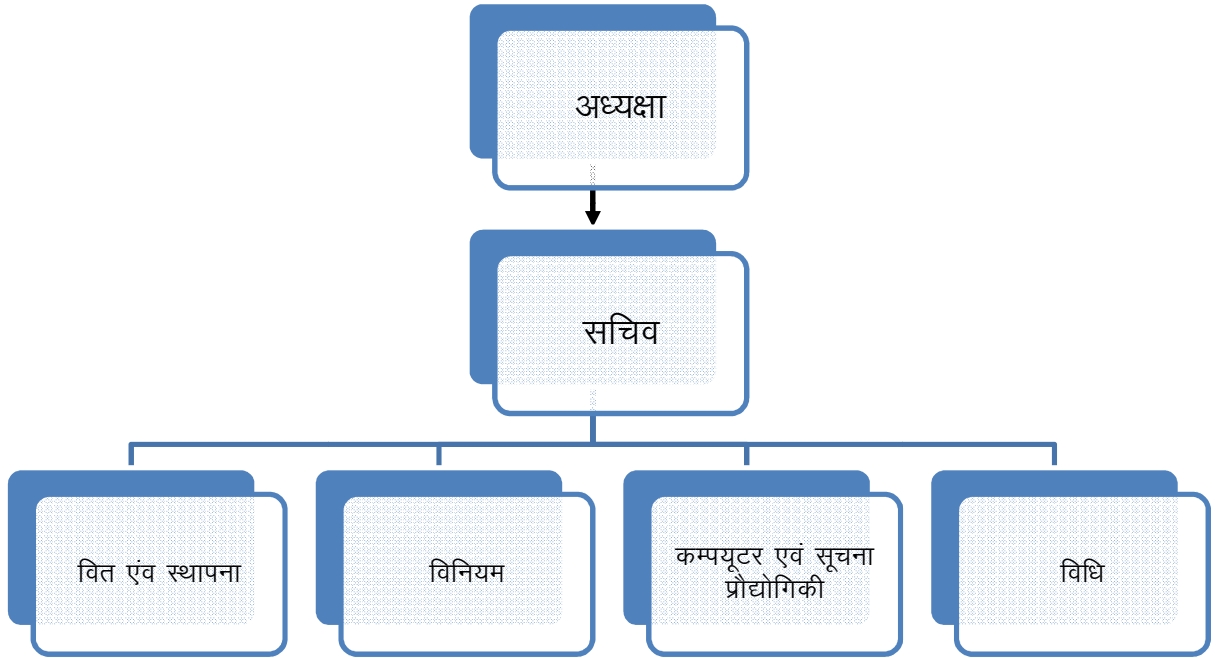 अध्यक्षा
सचिव
वित एंव स्थापना
विनियम
कम्पयूटर एवं सूचना
प्रौद्योगिकी
विधि